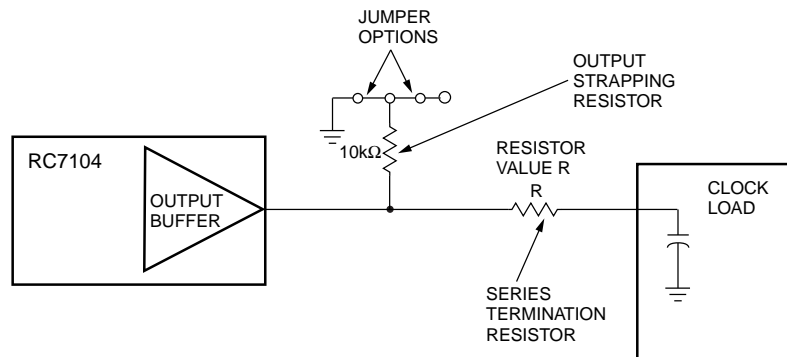 JUMPER
OPTIONS
OUTPUT
STRAPPING
RESISTOR
10kΩ
RC7104
OUTPUT
BUFFER
RESISTOR
VALUE R
R
CLOCK
LOAD
SERIES
TERMINATION
RESISTOR